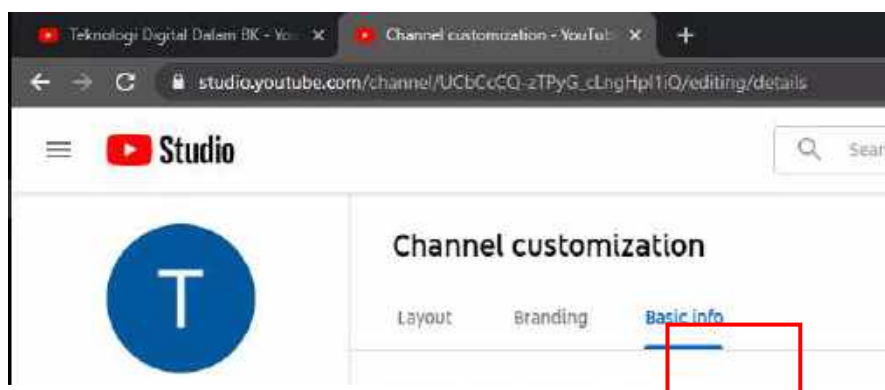 Teknologi Digital Dalam BK - Yo
Channel customization - YouTub
studio.youtube.com/channel/UCbCcCQ-zTPyG_cLngHpl1iQ/editing/details
Studio
Sear
T
Channel customization
Layout
Branding
Basic info